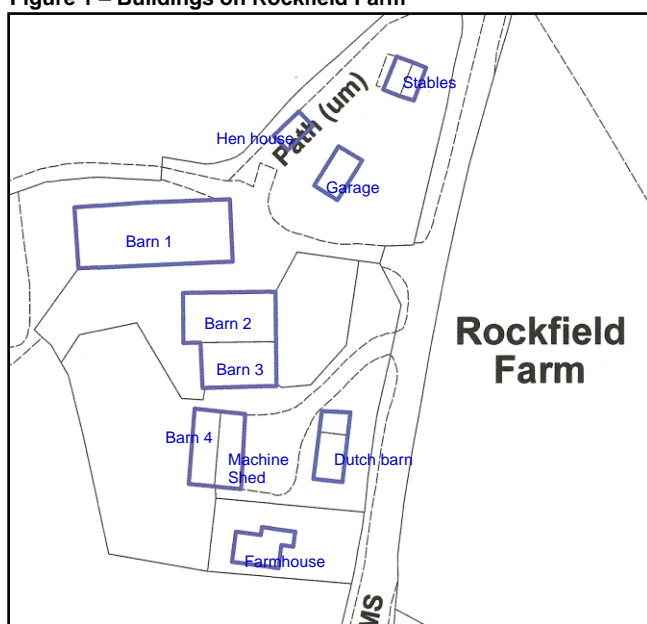 Figure 1 – Buildings on Rockfield Farm
Stables
Path (um)
Hen house
Garage
Barn 1
Barn 2
Rockfield
Farm
Barn 3
Barn 4
Machine
Shed
Dutch barn
Farmhouse
MS